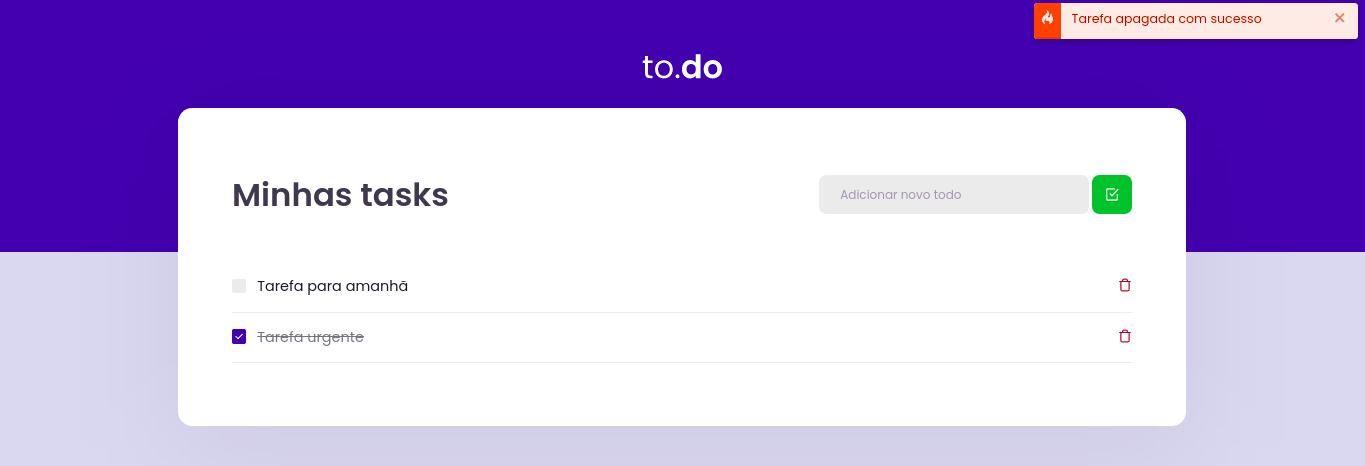 Tarefa apagada com sucesso
to.do
Minhas tasks
Adicionar novo todo
Tarefa para amanhã
Tarefa urgente